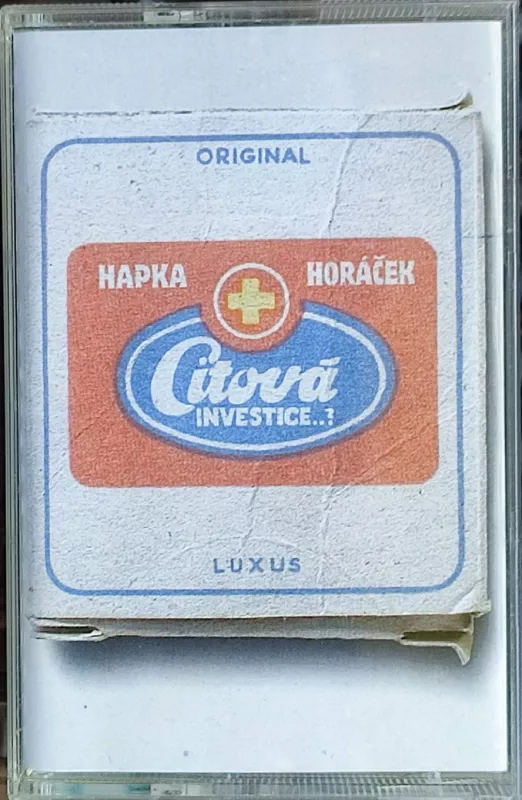 ORIGINAL
HAPKA HORÁČEK
Citová
INVESTICE..?
LUXUS